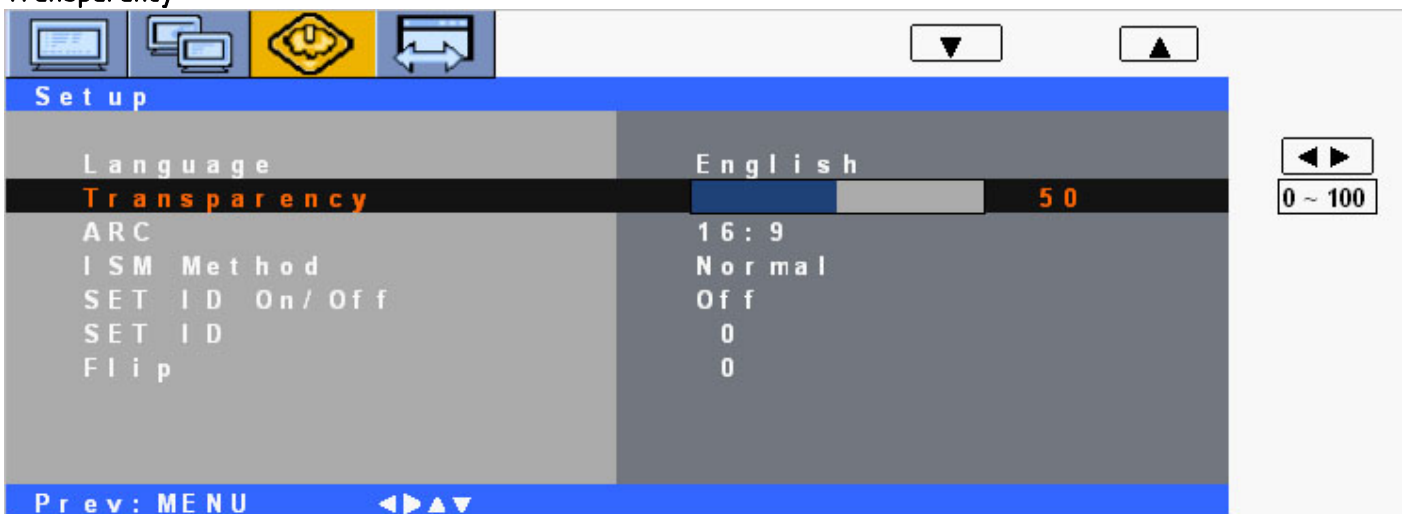 Transparency
▼ ▲
Setup
Language English
◀ ▶
Transparency 50
0 ~ 100
ARC 16:9
ISM Method Normal
SET ID On/Off Off
SET ID 0
Flip 0
Prev:MENU ◀▶▲▼